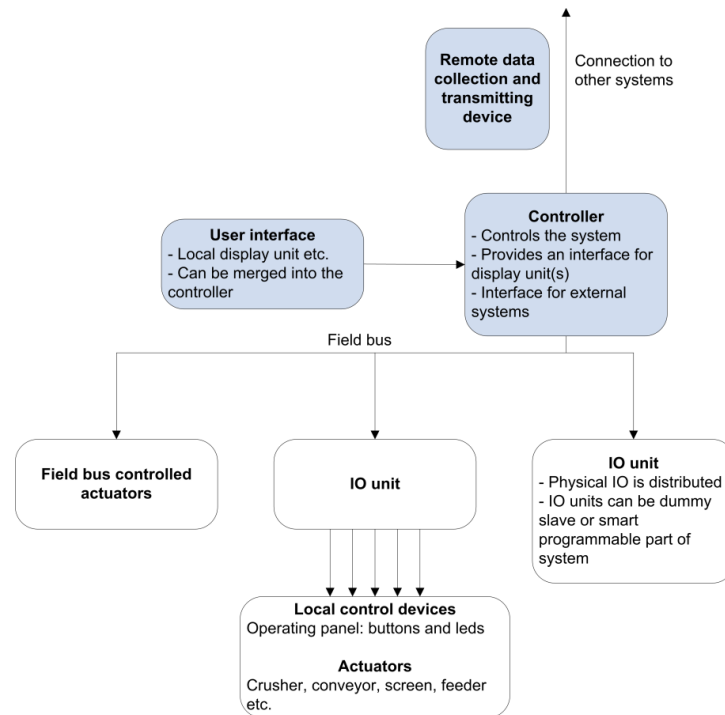 Remote data
collection and
transmitting
device
Connection to
other systems
User interface
- Local display unit etc.
- Can be merged into the
controller
Controller
- Controls the system
- Provides an interface for
display unit(s)
- Interface for external
systems
Field bus
Field bus controlled
actuators
IO unit
IO unit
- Physical IO is distributed
- IO units can be dummy
slave or smart
programmable part of
system
Local control devices
Operating panel: buttons and leds
Actuators
Crusher, conveyor, screen, feeder
etc.